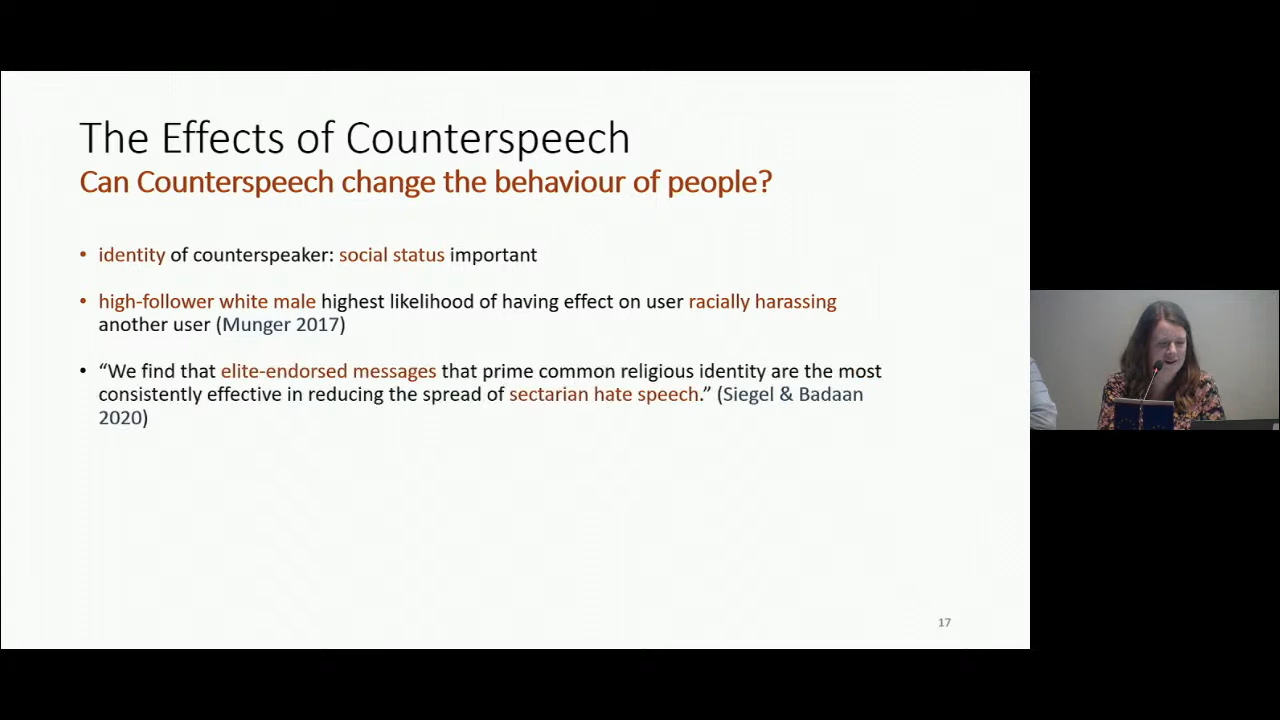 The Effects of Counterspeech
Can Counterspeech change the behaviour of people?
• identity of counterspeaker: social status important
• high-follower white male highest likelihood of having effect on user racially harassing
another user (Munger 2017)
• “We find that elite-endorsed messages that prime common religious identity are the most
consistently effective in reducing the spread of sectarian hate speech.” (Siegel & Badaan
2020)
17